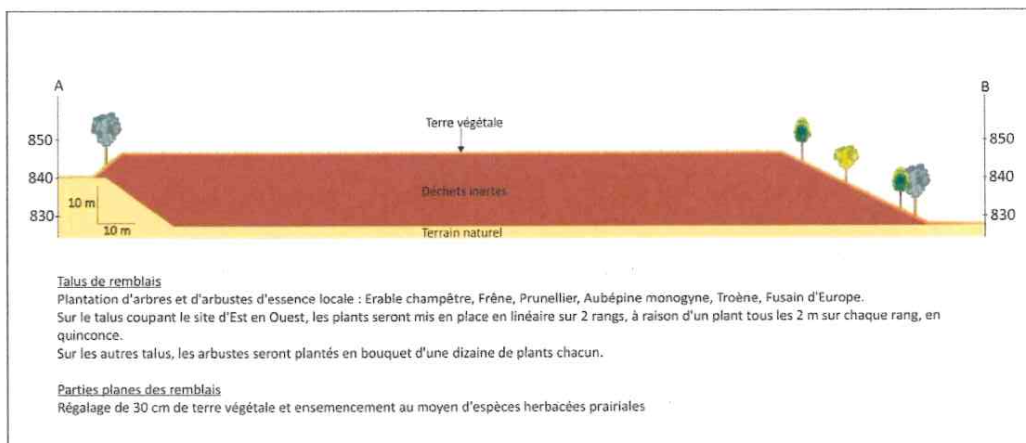 A B
Terre végétale
850 850
840 840
Déchets inertes
10 m
830 830
10 m
Terrain naturel
Talus de remblais
Plantation d'arbres et d'arbustes d'essence locale : Erable champêtre, Frêne, Prunellier, Aubépine monogyne, Troène, Fusain d'Europe.
Sur le talus coupant le site d'Est en Ouest, les plants seront mis en place en linéaire sur 2 rangs, à raison d'un plant tous les 2 m sur chaque rang, en
quinconce.
Sur les autres talus, les arbustes seront plantés en bouquet d'une dizaine de plants chacun.
Parties planes des remblais
Régalage de 30 cm de terre végétale et ensemencement au moyen d'espèces herbacées prairiales